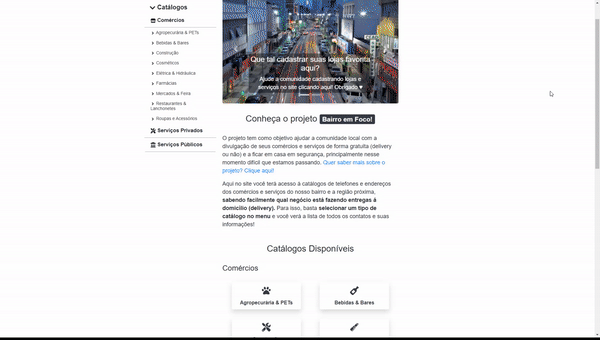 Catálogos
Comércios
Agropecurária & PETs
Bebidas & Bares
Construção
Cosméticos
Elétrica & Hidráulica
Farmácias
Mercados & Feira
Restaurantes &
Lanchonetes
Roupas e Acessórios
Serviços Privados
Serviços Públicos
Que tal cadastrar suas lojas favorita
aqui?
Ajude a comunidade cadastrando lojas e
serviços no site clicando aqui! Obrigado ♥
Conheça o projeto Bairro em Foco!
O projeto tem como objetivo ajudar a comunidade local com a
divulgação de seus comércios e serviços de forma gratuita (delivery
ou não) e a ficar em casa em segurança, principalmente nesse
momento difícil que estamos passando. Quer saber mais sobre o
projeto? Clique aqui!
Aqui no site você terá acesso à catálogos de telefones e endereços
dos comércios e serviços do nosso bairro e a região próxima,
sabendo facilmente qual negócio está fazendo entregas à
domicílio (delivery). Para isso, basta selecionar um tipo de
catálogo no menu e você verá a lista de todos os contatos e suas
informações!
Catálogos Disponíveis
Comércios
Agropecurária & PETs
Bebidas & Bares